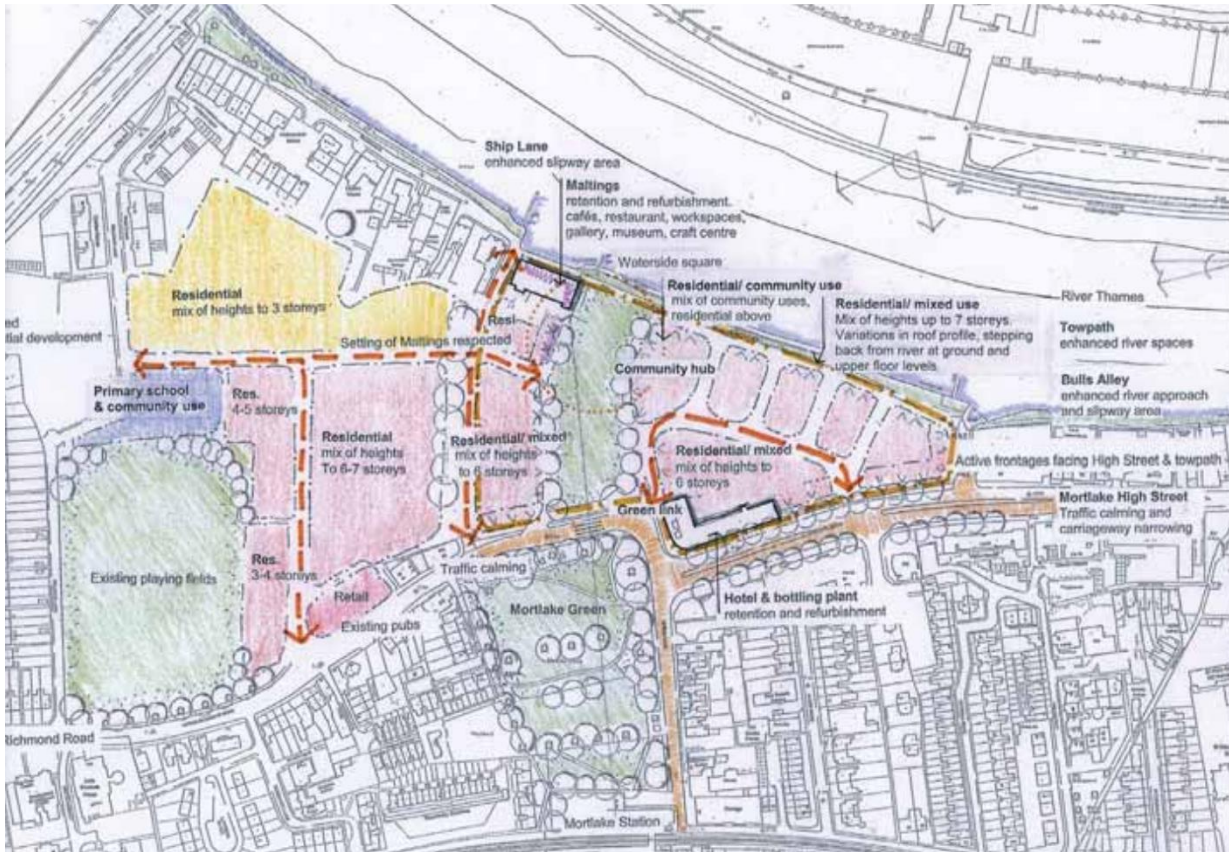 Ship Lane
enhanced slipway area
Maltings
retention and refurbishment.
cafés, restaurant, workspaces,
gallery, museum, craft centre
Waterside square
Residential/ community use
mix of community uses,
residential above
Residential/ mixed use
Mix of heights up to 7 storeys.
Variations in roof profile, stepping
back from river at ground and
upper floor levels
River Thames
Towpath
enhanced river spaces
Bulls Alley
enhanced river approach
and slipway area
Residential
mix of heights to 3 storeys
Resi
Setting of Maltings respected
ed
tial development
Community hub
Primary school
& community use
Res.
4-5 storeys
Residential
mix of heights
To 6-7 storeys
Residential/ mixed
mix of heights
to 6 storeys
Residential/ mixed
mix of heights to
6 storeys
Active frontages facing High Street & towpath
Mortlake High Street
Traffic calming and
carriageway narrowing
Green link
Existing playing fields
Res.
3-4 storeys
Retail
Existing pubs
Traffic calming
Mortlake Green
Hotel & bottling plant
retention and refurbishment
Richmond Road
Mortlake Station